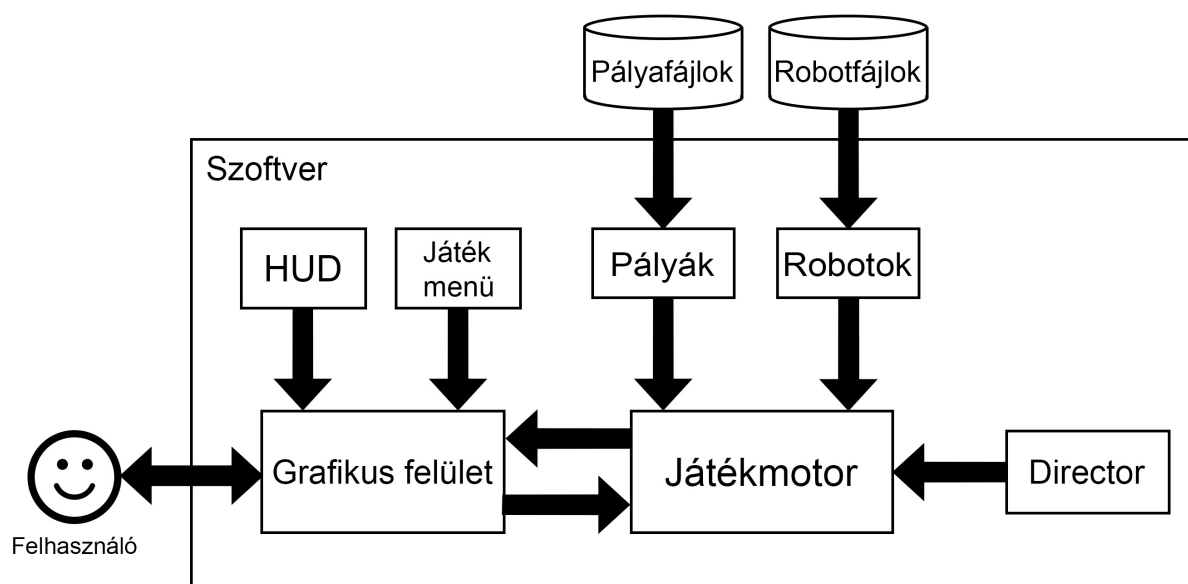 Pályafájlok
Robotfájlok
Szoftver
HUD
Játék
menü
Pályák
Robotok
Grafikus felület
Játékmotor
Director
Felhasználó